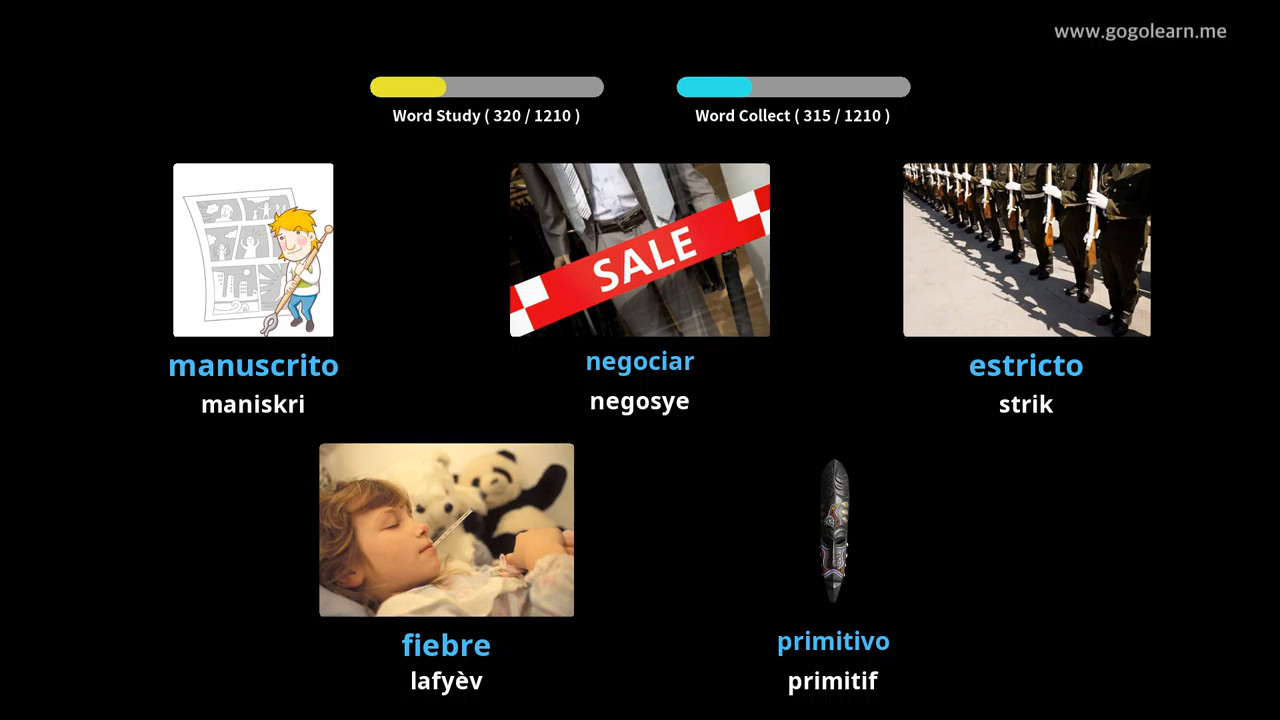 www.gogolearn.me
Word Study ( 320 / 1210 )
Word Collect ( 315 / 1210 )
SALE
manuscrito
maniskri
negociar
negosye
estricto
strik
fiebre
lafyèv
primitivo
primitif